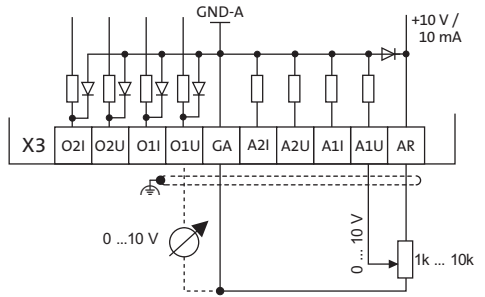 GND-A
+10 V /
10 mA
X3 O2I O2U O1I O1U GA A2I A2U A1I A1U AR
0 ...10 V
0 ...10 V
1k ... 10k